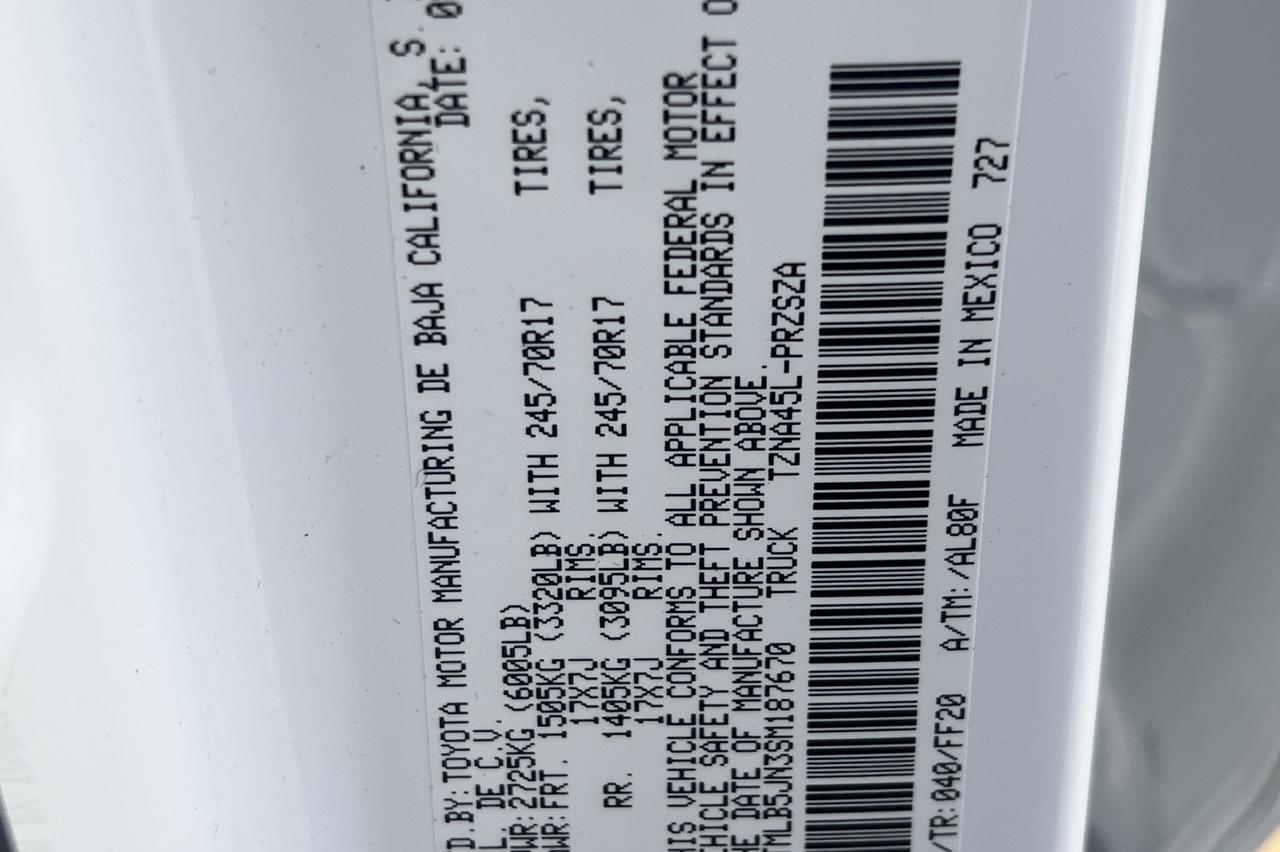 D.BY:TOYOTA MOTOR MANUFACTURING DE BAJA CALIFORNIA, S.
L. DE C.V. DATE: 0
WR: 2725KG (6005LB)
WR:FRT. 1505KG (3320LB) WITH 245/70R17 TIRES,
17X7J RIMS.
RR. 1405KG (3095LB) WITH 245/70R17 TIRES,
17X7J RIMS.
HIS VEHICLE CONFORMS TO ALL APPLICABLE FEDERAL MOTOR
EHICLE SAFETY AND THEFT PREVENTION STANDARDS IN EFFECT O
HE DATE OF MANUFACTURE SHOWN ABOVE.
TMLB5JN3SM187670 TRUCK TZNA45L-PRZSZA
/TR: 040/FF20 A/TM: /AL80F MADE IN MEXICO 727